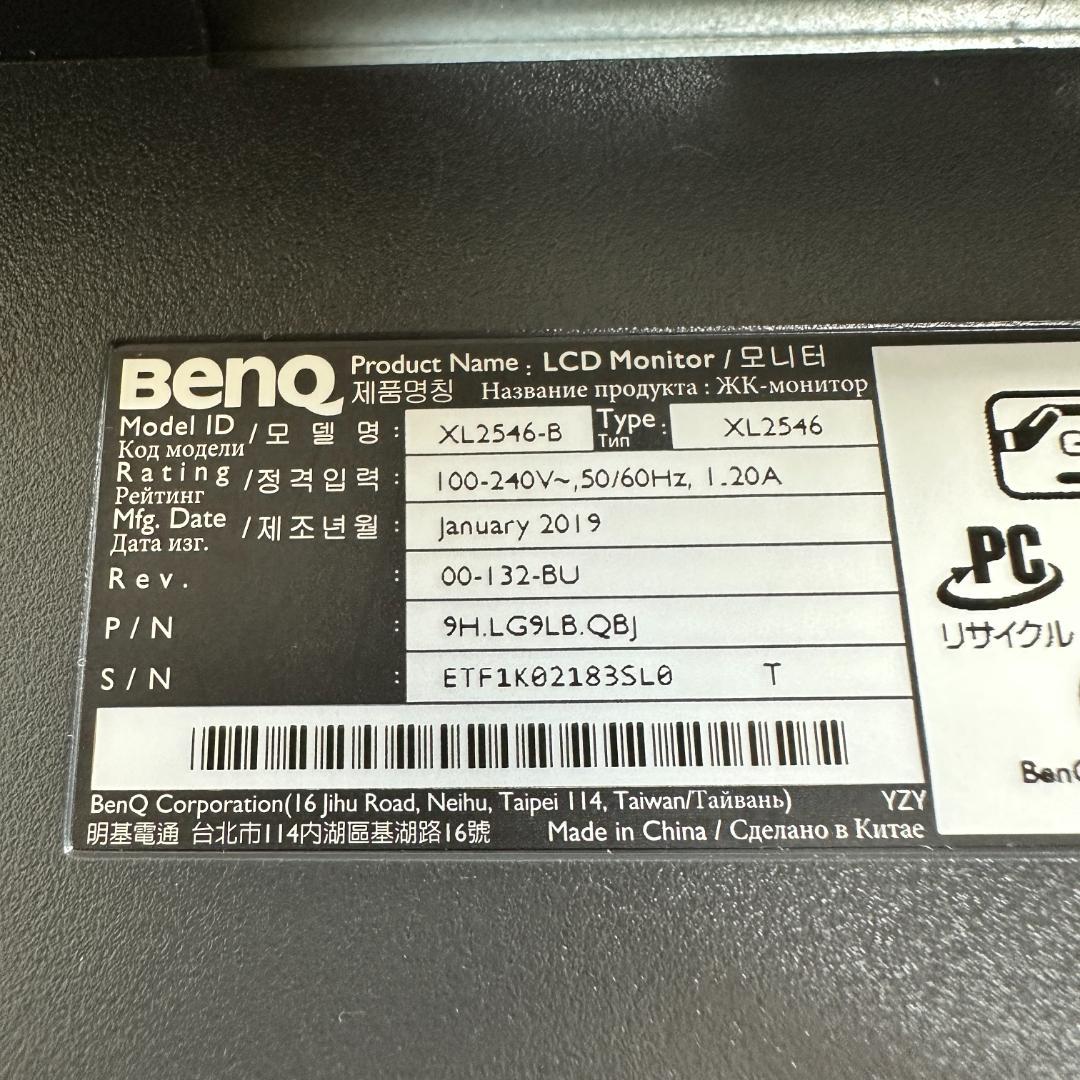 BenQ
Product Name : LCD Monitor / 모니터
제품명칭 Название продукта : ЖК-монитор
Model ID / 모 델 명 : XL2546-B Type : XL2546
Код модели Тип
Rating / 정격입력 : 100-240V~,50/60Hz, 1.20A
Рейтинг
Mfg. Date / 제조년월 : January 2019
Дата изг.
Rev. : 00-132-BU
P/N : 9H.LG9LB.QBJ
S/N : ETF1K02183SL0 T
BenQ Corporation(16 Jihu Road, Neihu, Taipei 114, Taiwan/Тайвань) YZY
明基電通 台北市114內湖區基湖路16號 Made in China / Сделано в Китае
G
PC
リサイクル
BenQ